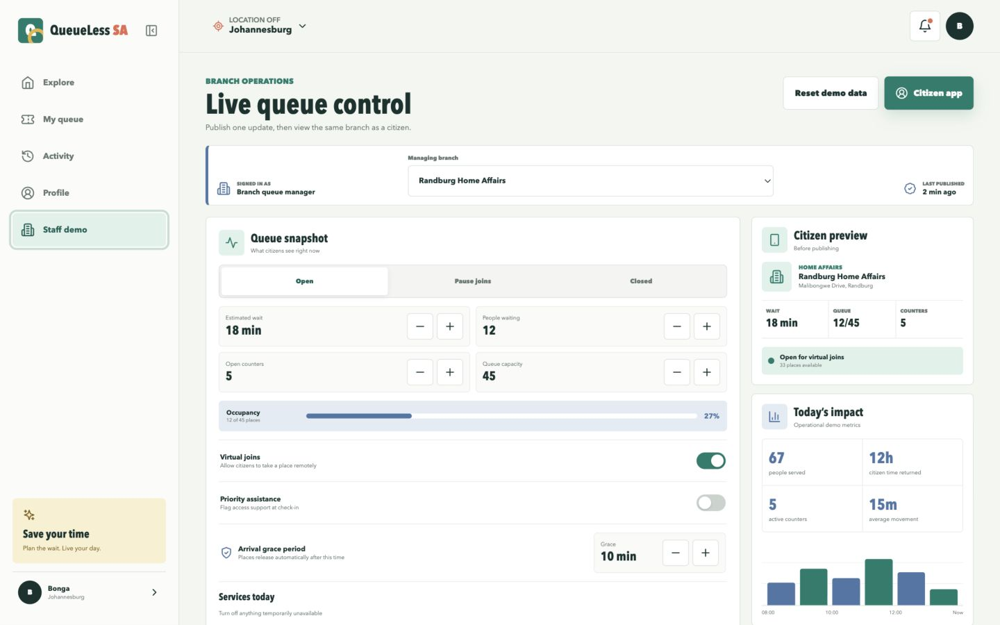 QueueLess SA
Explore
My queue
Activity
Profile
Staff demo
Save your time
Plan the wait. Live your day.
B
Bonga
Johannesburg
LOCATION OFF
Johannesburg
B
BRANCH OPERATIONS
Live queue control
Publish one update, then view the same branch as a citizen.
Reset demo data
Citizen app
SIGNED IN AS
Branch queue manager
Managing branch
Randburg Home Affairs
LAST PUBLISHED
2 min ago
Queue snapshot
What citizens see right now
Open
Pause joins
Closed
Estimated wait
18 min
People waiting
12
Open counters
5
Queue capacity
45
Occupancy
12 of 45 places
27%
Virtual joins
Allow citizens to take a place remotely
Priority assistance
Flag access support at check-in
Arrival grace period
Places release automatically after this time
Grace
10 min
Services today
Turn off anything temporarily unavailable
Citizen preview
Before publishing
HOME AFFAIRS
Randburg Home Affairs
Malibongwe Drive, Randburg
WAIT
18 min
QUEUE
12/45
COUNTERS
5
Open for virtual joins
33 places available
Today's impact
Operational demo metrics
67
people served
12h
citizen time returned
5
active counters
15m
average movement
08:00
10:00
12:00
Now